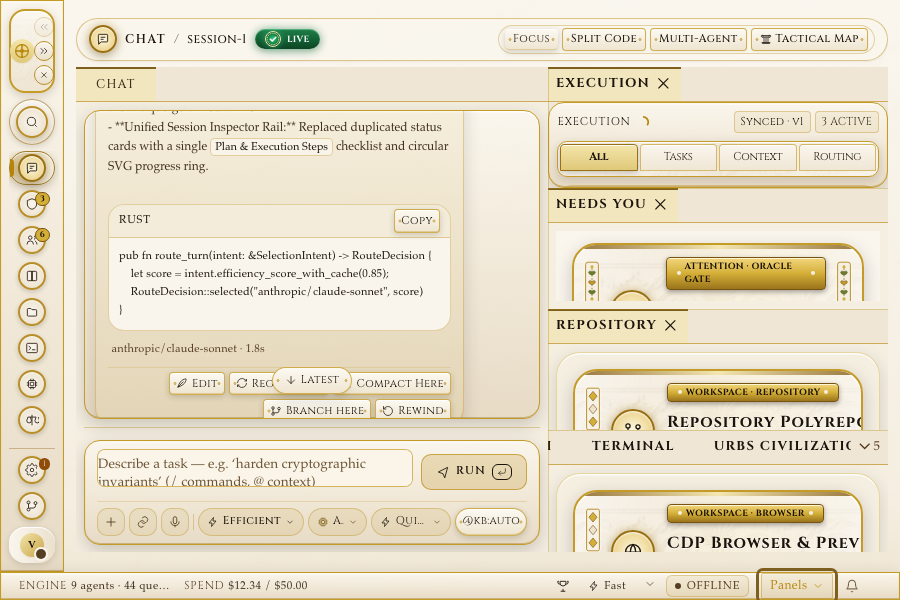 CHAT / SESSION-1 LIVE
FOCUS SPLIT CODE MULTI-AGENT TACTICAL MAP
3
6
CHAT
- **Unified Session Inspector Rail:** Replaced duplicated status
cards with a single Plan & Execution Steps checklist and circular
SVG progress ring.
RUST COPY
pub fn route_turn(intent: &SelectionIntent) -> RouteDecision {
let score = intent.efficiency_score_with_cache(0.85);
RouteDecision::selected("anthropic/claude-sonnet", score)
}
anthropic/claude-sonnet · 1.8s
EDIT REC LATEST COMPACT HERE
BRANCH HERE REWIND
Describe a task — e.g. ‘harden cryptographic
invariants’ (/ commands, @ context)
RUN
EFFICIENT A.. QUI... KB:AUTO
EXECUTION
EXECUTION SYNCED · V1 3 ACTIVE
ALL TASKS CONTEXT ROUTING
NEEDS YOU
ATTENTION · ORACLE
GATE
REPOSITORY
WORKSPACE · REPOSITORY
REPOSITORY POLYREPO
TERMINAL URBS CIVILIZATIO 5
WORKSPACE · BROWSER
CDP BROWSER & PREV
V
ENGINE 9 agents · 44 que... SPEND $12.34 / $50.00 Fast OFFLINE Panels